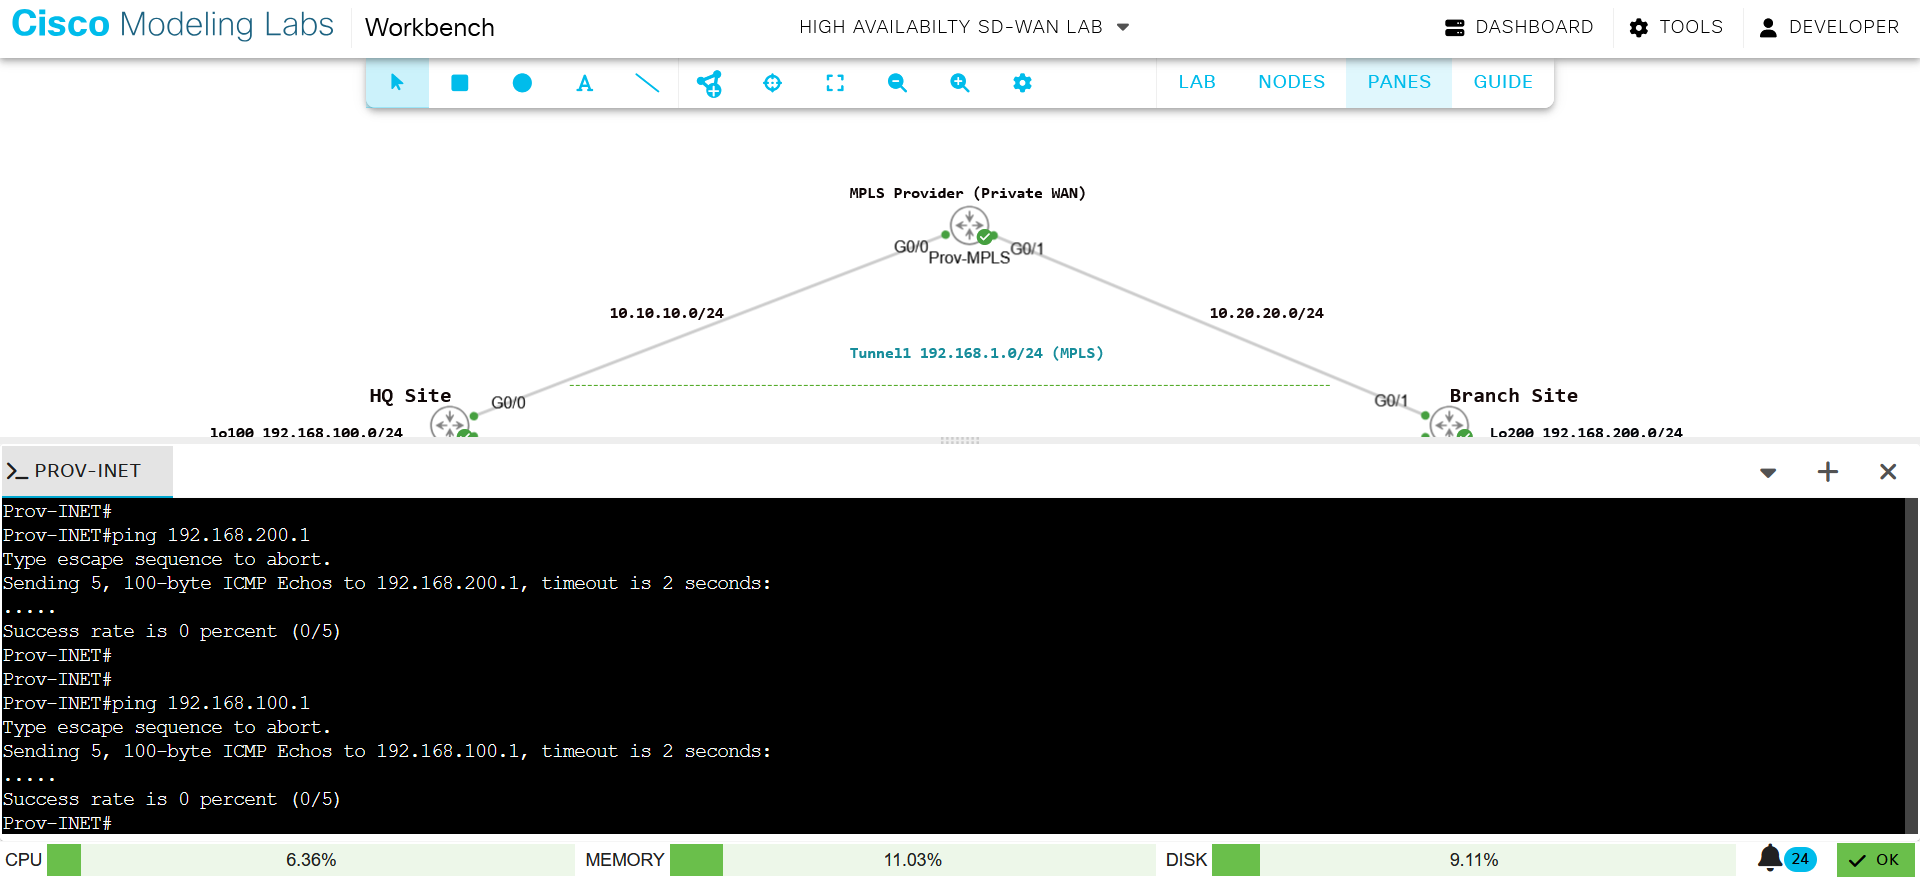 Cisco Modeling Labs
Workbench
HIGH AVAILABILTY SD-WAN LAB
DASHBOARD
TOOLS
DEVELOPER
A
LAB
NODES
PANES
GUIDE
MPLS Provider (Private WAN)
G0/0
G0/1
Prov-MPLS
10.10.10.0/24
10.20.20.0/24
Tunnel1 192.168.1.0/24 (MPLS)
HQ Site
G0/0
G0/1
Branch Site
lo100 192.168.100.0/24
Lo200 192.168.200.0/24
>_ PROV-INET
Prov-INET#
Prov-INET#ping 192.168.200.1
Type escape sequence to abort.
Sending 5, 100-byte ICMP Echos to 192.168.200.1, timeout is 2 seconds:
.....
Success rate is 0 percent (0/5)
Prov-INET#
Prov-INET#
Prov-INET#ping 192.168.100.1
Type escape sequence to abort.
Sending 5, 100-byte ICMP Echos to 192.168.100.1, timeout is 2 seconds:
.....
Success rate is 0 percent (0/5)
Prov-INET#
CPU
6.36%
MEMORY
11.03%
DISK
9.11%
24
OK